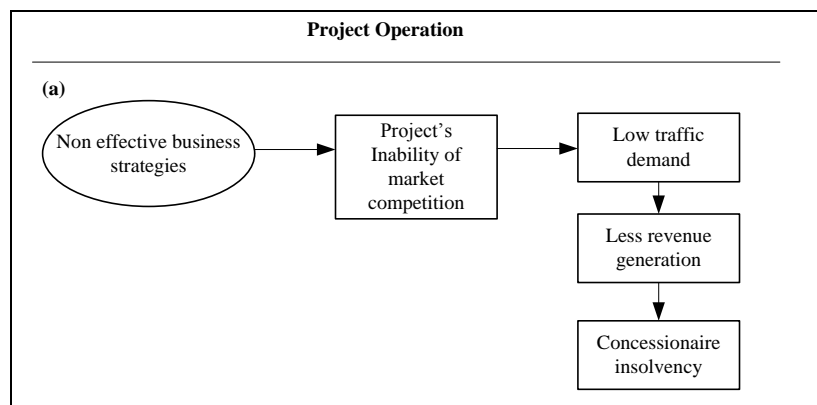 Project Operation
(a)
Non effective business
strategies
Project's
Inability of
market
competition
Low traffic
demand
Less revenue
generation
Concessionaire
insolvency